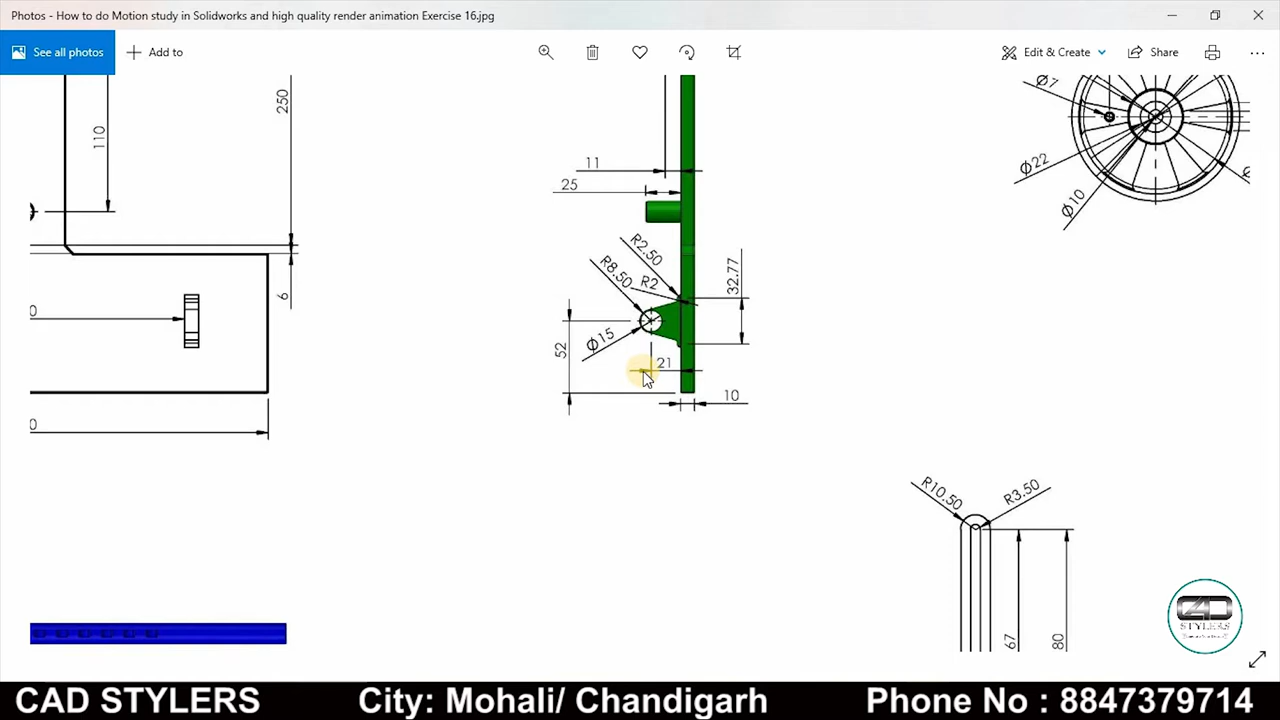 Photos - How to do Motion study in Solidworks and high quality render animation Exercise 16.jpg
See all photos
Add to
Edit & Create
Share
110
250
6
0
0
11
25
R2.50
R8.50
R2
Ø15
52
21
32.77
10
Ø7
Ø22
Ø10
R10.50
R3.50
67
80
STYLERS
CAD STYLERS City: Mohali/ Chandigarh Phone No : 8847379714